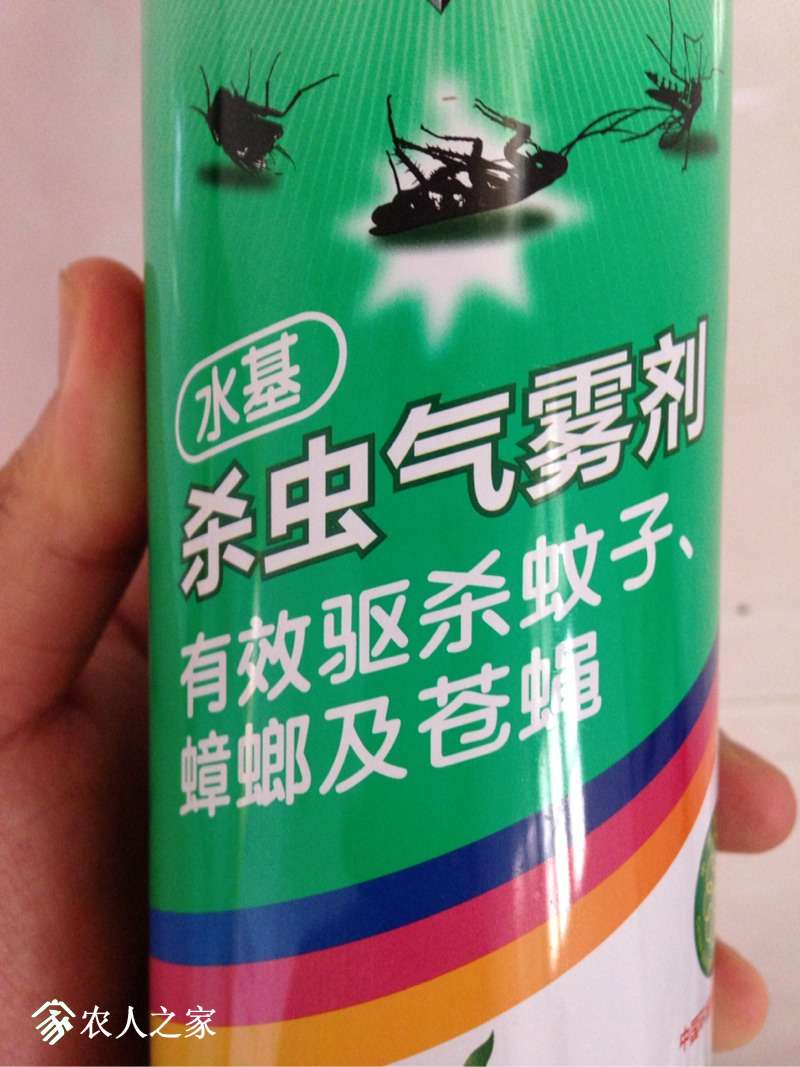 水基
杀虫气雾剂
有效驱杀蚊子、
蟑螂及苍蝇
农人之家